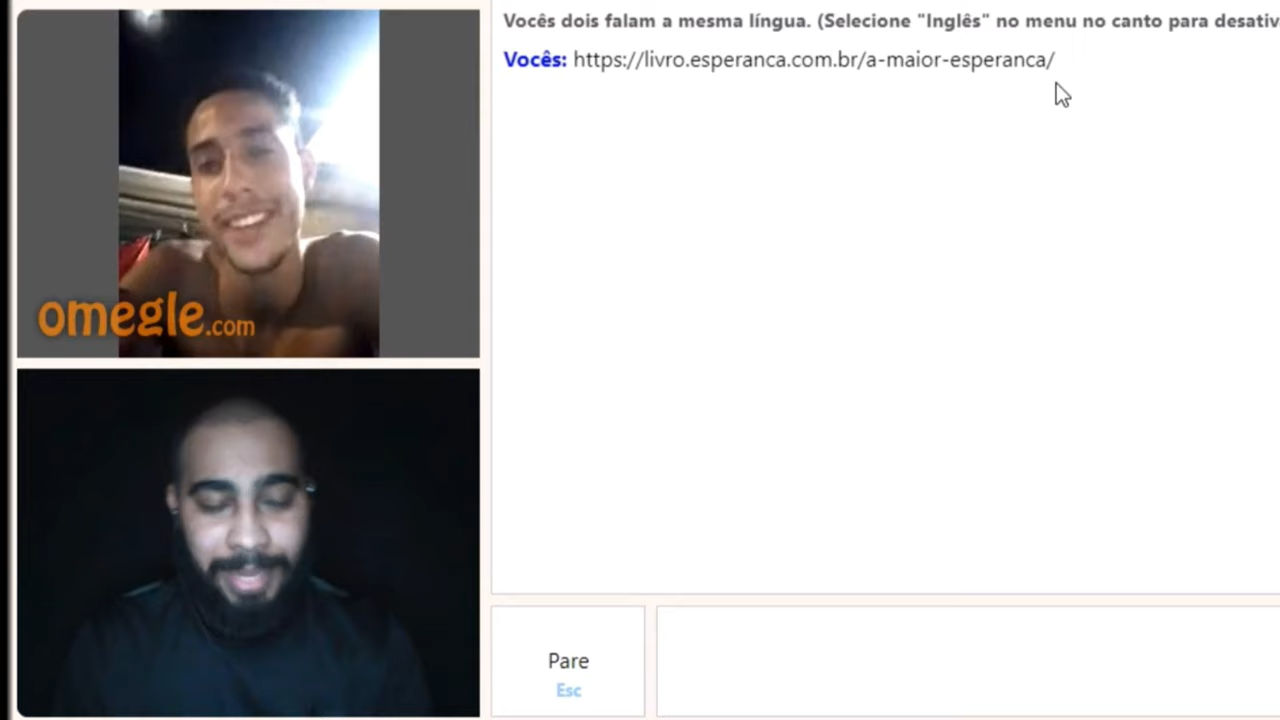 Vocês dois falam a mesma língua. (Selecione "Inglês" no menu no canto para desativ
Vocês: https://livro.esperanca.com.br/a-maior-esperanca/
omegle.com
Pare
Esc